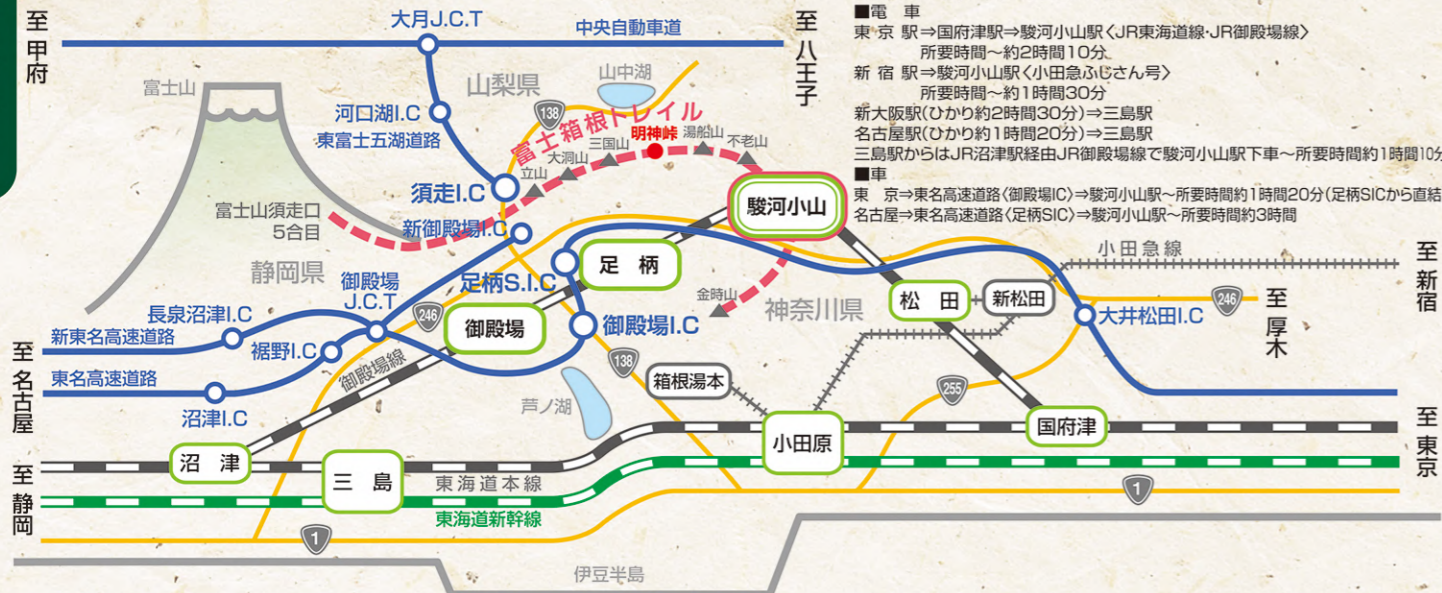 至甲府
大月J.C.T
中央自動車道
至八王子
■電 車
東 京 駅⇒国府津駅⇒駿河小山駅〈JR東海道線・JR御殿場線〉
所要時間～約2時間10分
新 宿 駅⇒駿河小山駅〈小田急ふじさん号〉
所要時間～約1時間30分
新大阪駅(ひかり約2時間30分)⇒三島駅
名古屋駅(ひかり約1時間20分)⇒三島駅
三島駅からはJR沼津駅経由JR御殿場線で駿河小山駅下車～所要時間約1時間10分
■車
東 京⇒東名高速道路〈御殿場IC〉⇒駿河小山駅～所要時間約1時間20分(足柄SICから直結
名古屋⇒東名高速道路〈足柄SIC〉⇒駿河小山駅～所要時間約3時間
富士山
山梨県
山中湖
河口湖I.C
138
東富士五湖道路
富士箱根トレイル
明神峠
湯船山
不老山
三国山
大洞山
立山
須走I.C
富士山須走口
5合目
新御殿場I.C
駿河小山
静岡県
足柄S.I.C
足 柄
小田急線
至新宿
御殿場
J.C.T
金時山
神奈川県
松 田
新松田
246
至厚木
長泉沼津I.C
246
御殿場
御殿場I.C
大井松田I.C
新東名高速道路
裾野I.C
至名古屋
東名高速道路
御殿場線
138
箱根湯本
255
沼津I.C
芦ノ湖
小田原
国府津
至東京
沼 津
三 島
東海道本線
至静岡
東海道新幹線
1
1
伊豆半島